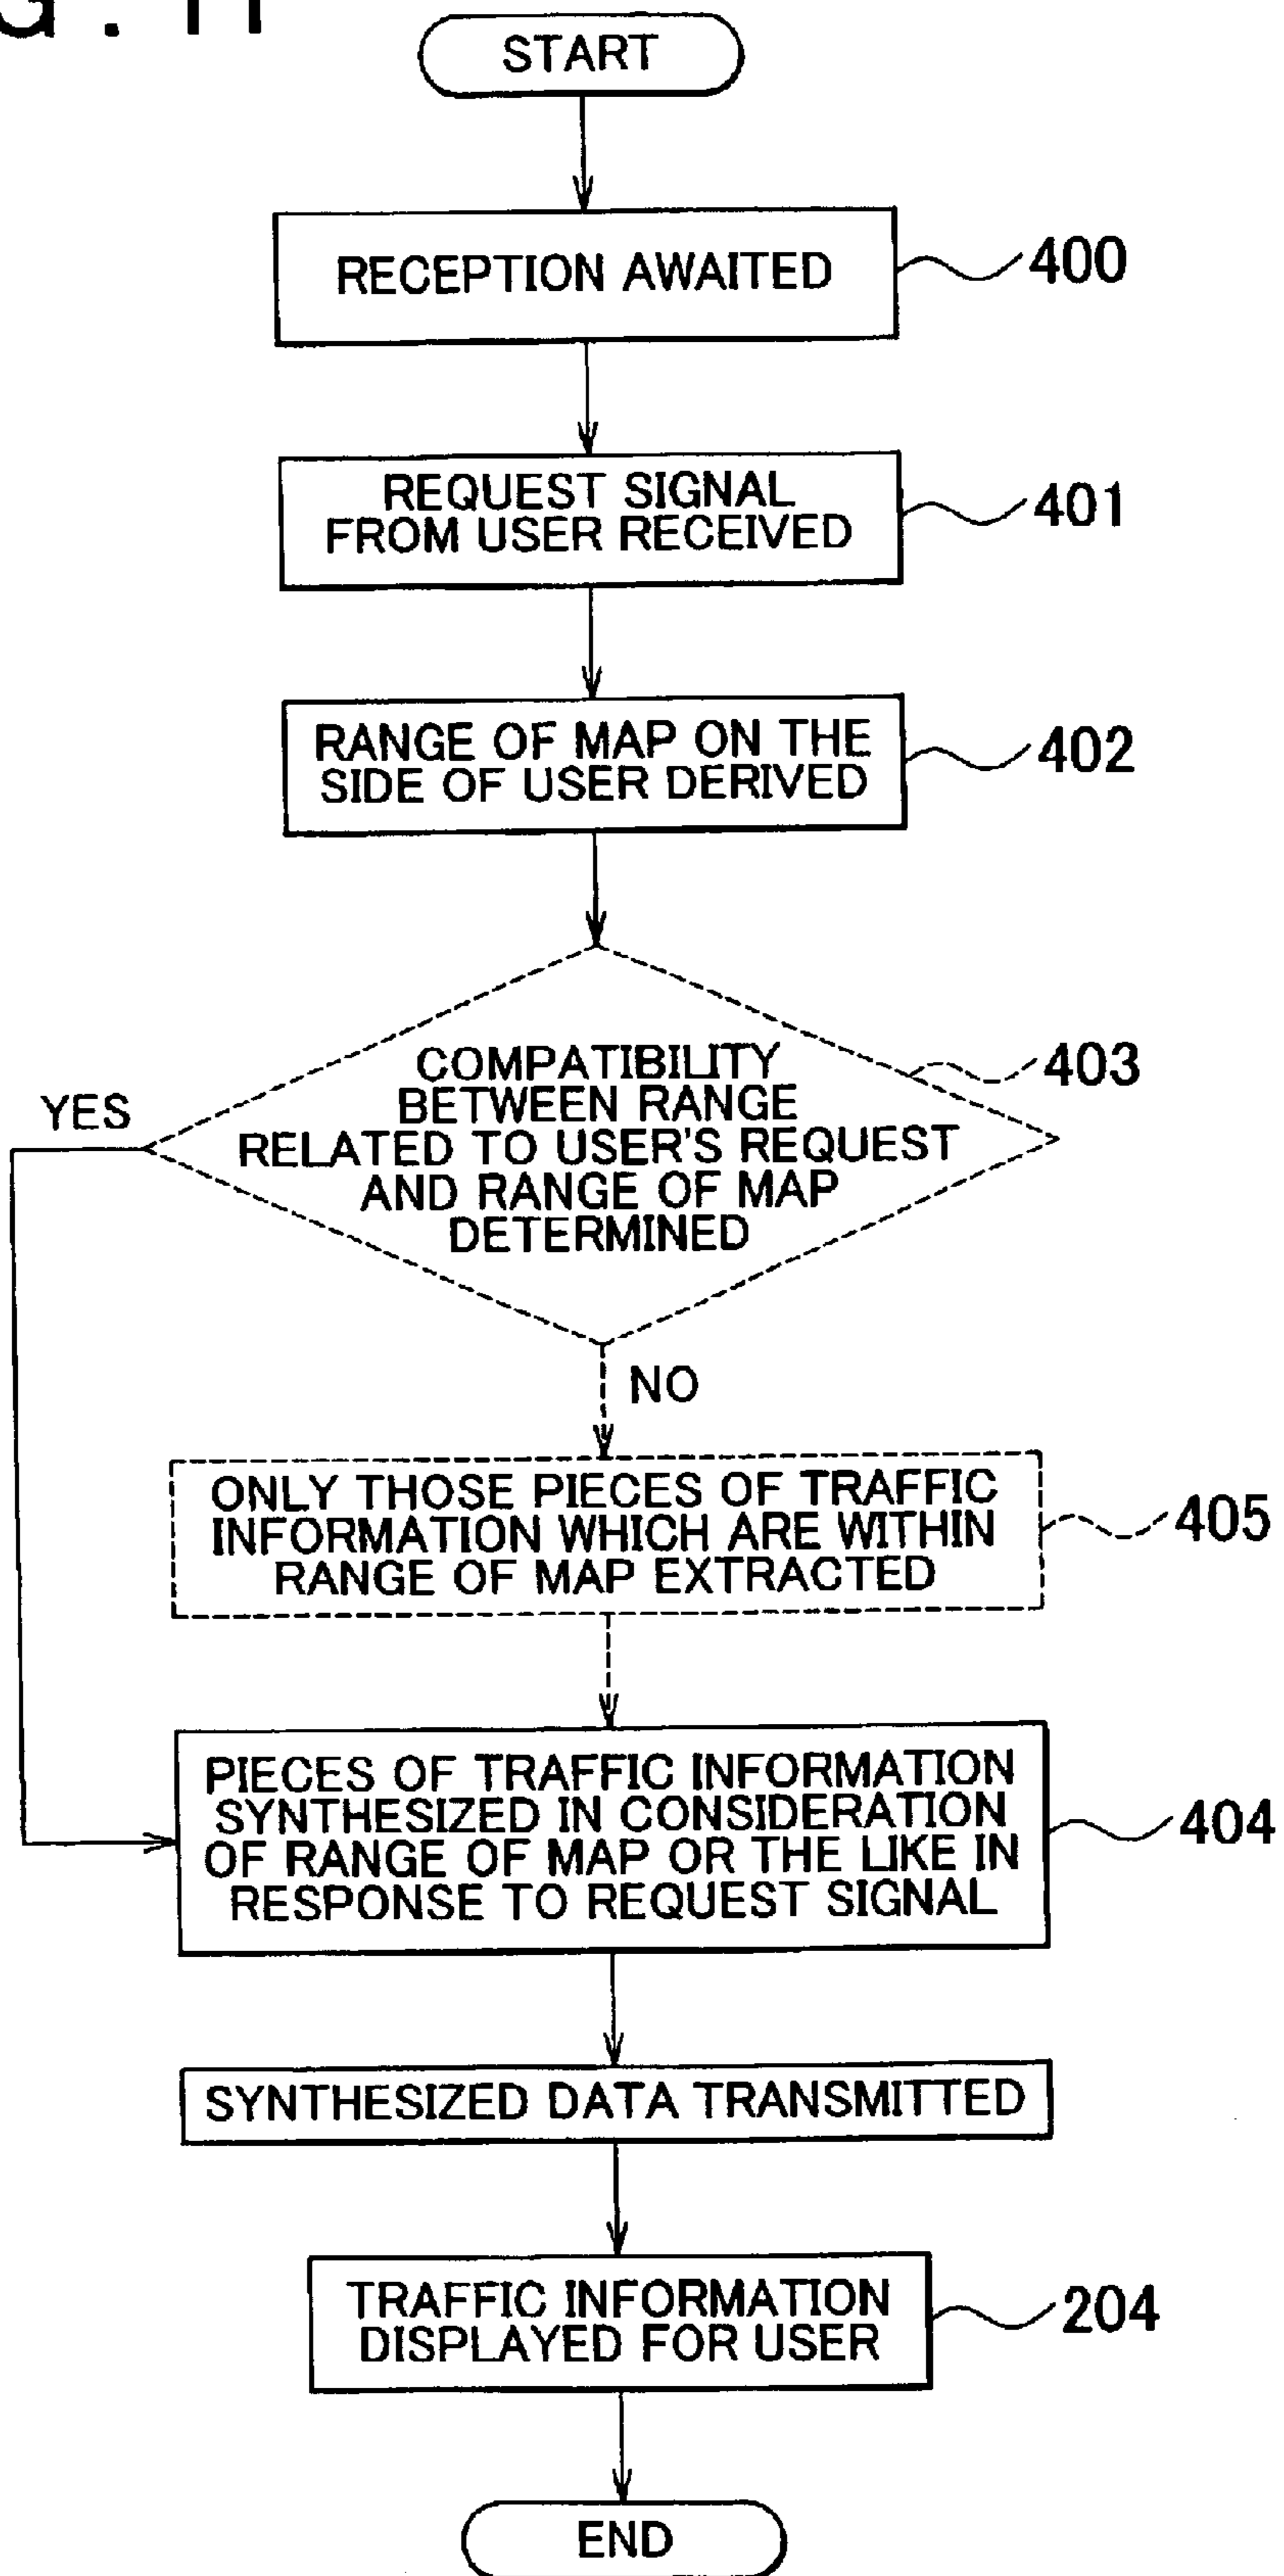 G. 11
START
RECEPTION AWAITED
400
REQUEST SIGNAL
FROM USER RECEIVED
401
RANGE OF MAP ON THE
SIDE OF USER DERIVED
402
COMPATIBILITY
BETWEEN RANGE
RELATED TO USER'S REQUEST
AND RANGE OF MAP
DETERMINED
403
YES
NO
ONLY THOSE PIECES OF TRAFFIC
INFORMATION WHICH ARE WITHIN
RANGE OF MAP EXTRACTED
405
PIECES OF TRAFFIC INFORMATION
SYNTHESIZED IN CONSIDERATION
OF RANGE OF MAP OR THE LIKE IN
RESPONSE TO REQUEST SIGNAL
404
SYNTHESIZED DATA TRANSMITTED
TRAFFIC INFORMATION
DISPLAYED FOR USER
204
END